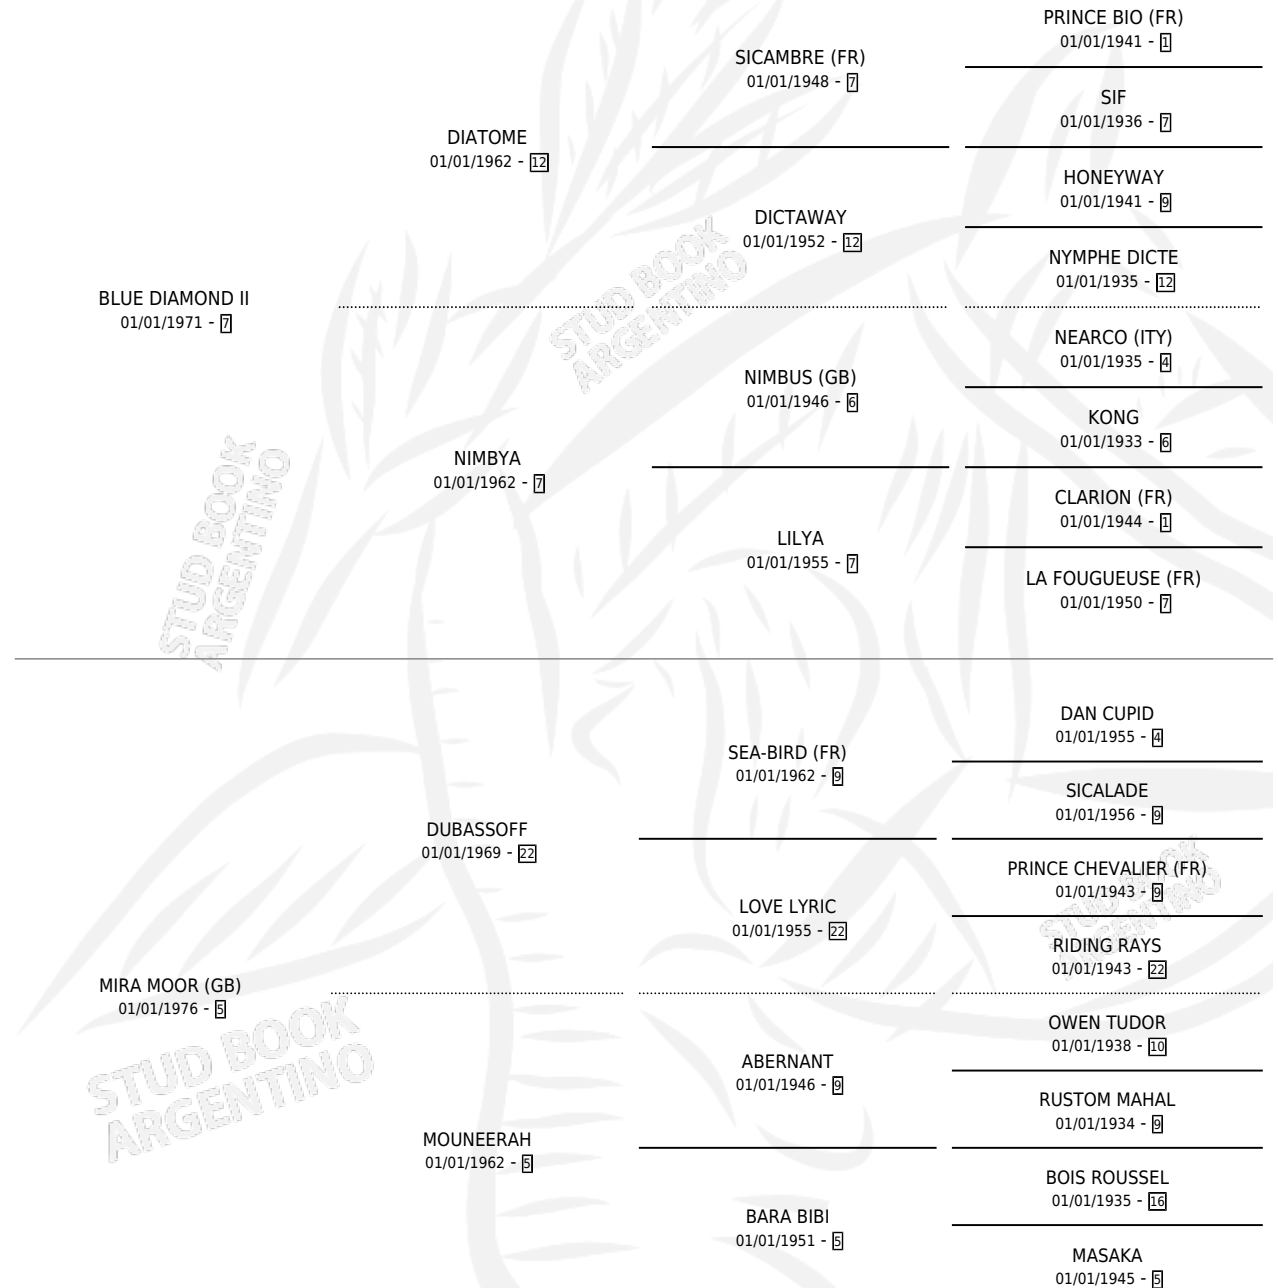 PRINCE BIO (FR)
01/01/1941 - 1
SICAMBRE (FR)
01/01/1948 - 7
SIF
01/01/1936 - 7
DIATOME
01/01/1962 - 12
HONEYWAY
01/01/1941 - 9
DICTAWAY
01/01/1952 - 12
NYMPHE DICTE
01/01/1935 - 12
BLUE DIAMOND II
01/01/1971 - 7
NEARCO (ITY)
01/01/1935 - 4
NIMBUS (GB)
01/01/1946 - 6
KONG
01/01/1933 - 6
NIMBYA
01/01/1962 - 7
CLARION (FR)
01/01/1944 - 1
LILYA
01/01/1955 - 7
LA FOUGUEUSE (FR)
01/01/1950 - 7
STUD BOOK
ARGENTINO
STUD BOOK
ARGENTINO
DAN CUPID
01/01/1955 - 4
SEA-BIRD (FR)
01/01/1962 - 9
SICALADE
01/01/1956 - 9
DUBASSOFF
01/01/1969 - 22
PRINCE CHEVALIER (FR)
01/01/1943 - 9
LOVE LYRIC
01/01/1955 - 22
RIDING RAYS
01/01/1943 - 22
MIRA MOOR (GB)
01/01/1976 - 5
OWEN TUDOR
01/01/1938 - 10
ABERNANT
01/01/1946 - 9
RUSTOM MAHAL
01/01/1934 - 9
MOUNEERAH
01/01/1962 - 5
BOIS ROUSSEL
01/01/1935 - 16
BARA BIBI
01/01/1951 - 5
MASAKA
01/01/1945 - 5
STUD BOOK
ARGENTINO
STUD BOOK
ARGENTINO